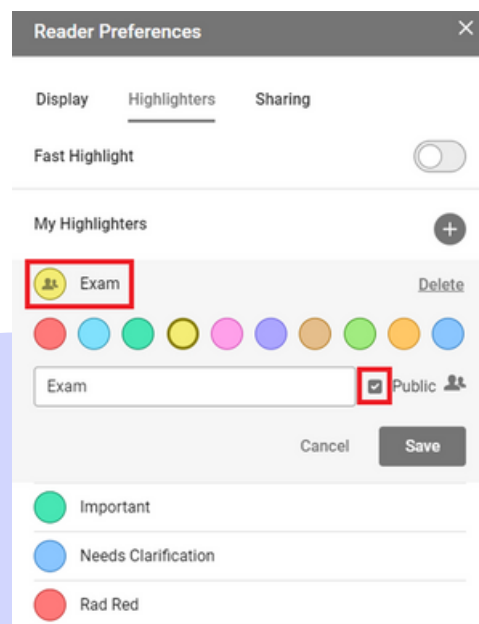 Reader Preferences
Display Highlighters Sharing
Fast Highlight
My Highlighters
Exam Delete
Exam Public
Cancel Save
Important
Needs Clarification
Rad Red